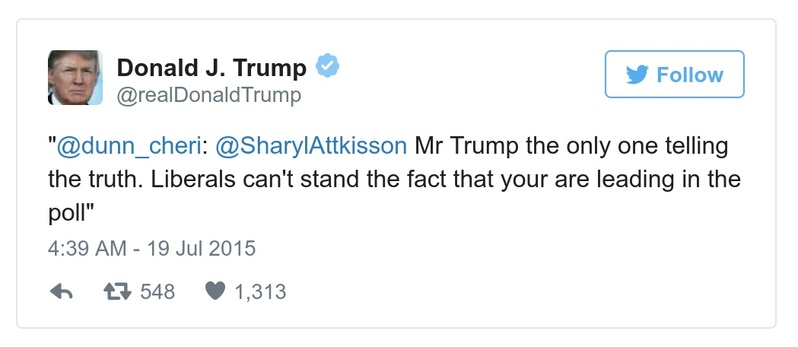 Donald J. Trump
@realDonaldTrump
Follow
"@dunn_cheri: @SharylAttkisson Mr Trump the only one telling
the truth. Liberals can't stand the fact that your are leading in the
poll"
4:39 AM - 19 Jul 2015
548 1,313